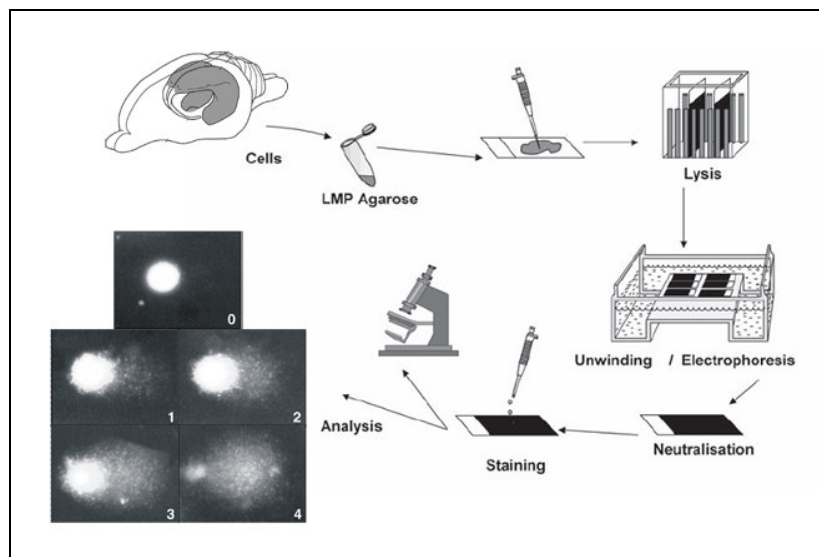 Cells
LMP Agarose
Lysis
Unwinding / Electrophoresis
Neutralisation
Staining
Analysis
0
1
2
3
4